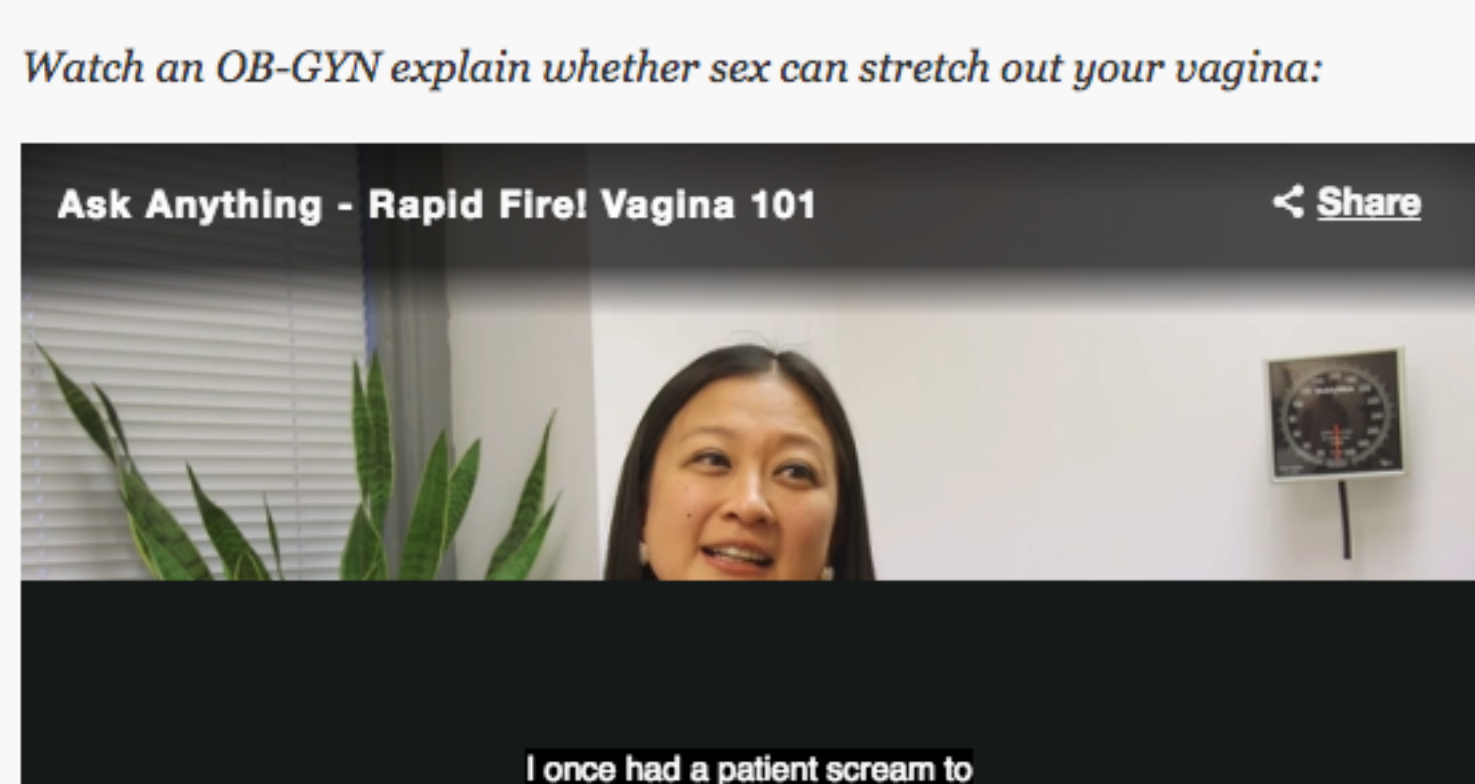 Watch an OB-GYN explain whether sex can stretch out your vagina:
Ask Anything - Rapid Fire! Vagina 101
Share
I once had a patient scream to